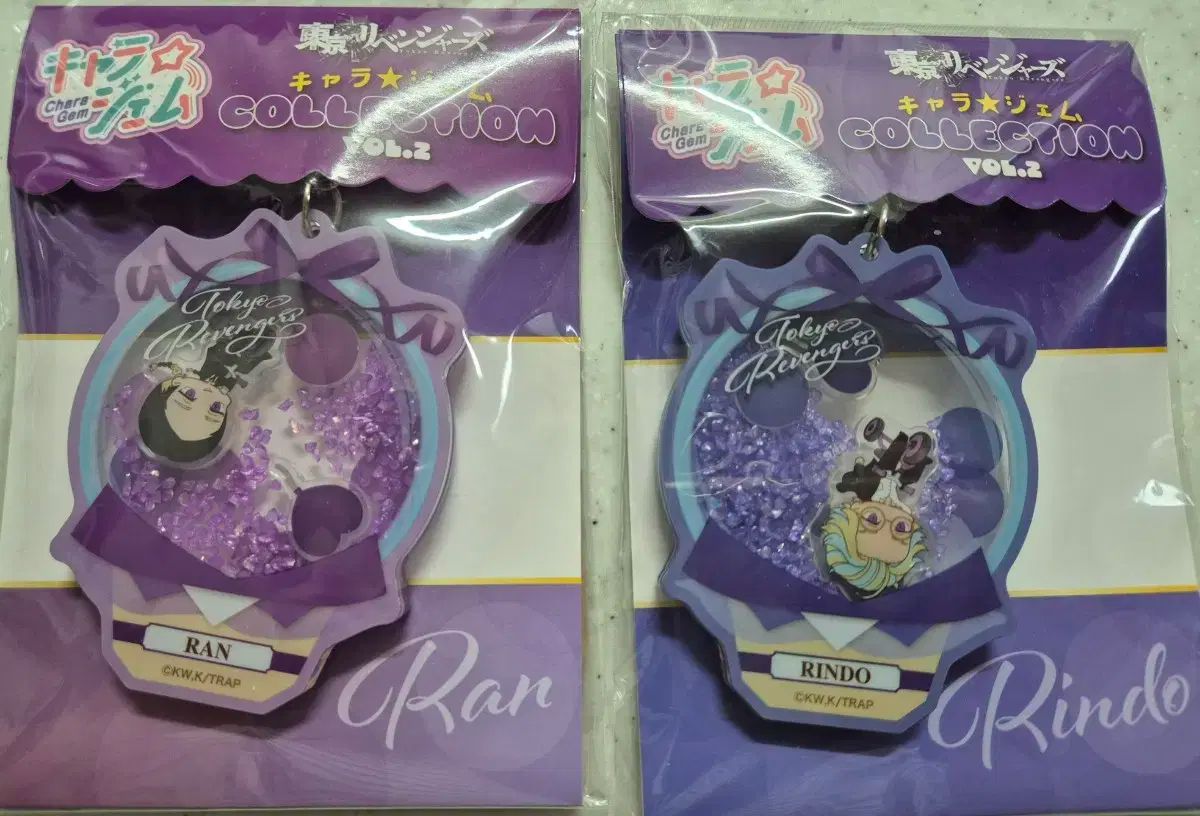 キャラ☆
Chara Gem
ジェム
東京リベンジャーズ
キャラ★ジェム
COLLECTION
VOL.2
Tokyo
Revengers
RAN
©KW,K/TRAP
Ran
キャラ☆
Chara Gem
ジェム
東京リベンジャーズ
キャラ★ジェム
COLLECTION
VOL.2
Tokyo
Revengers
RINDO
©KW,K/TRAP
Rindo